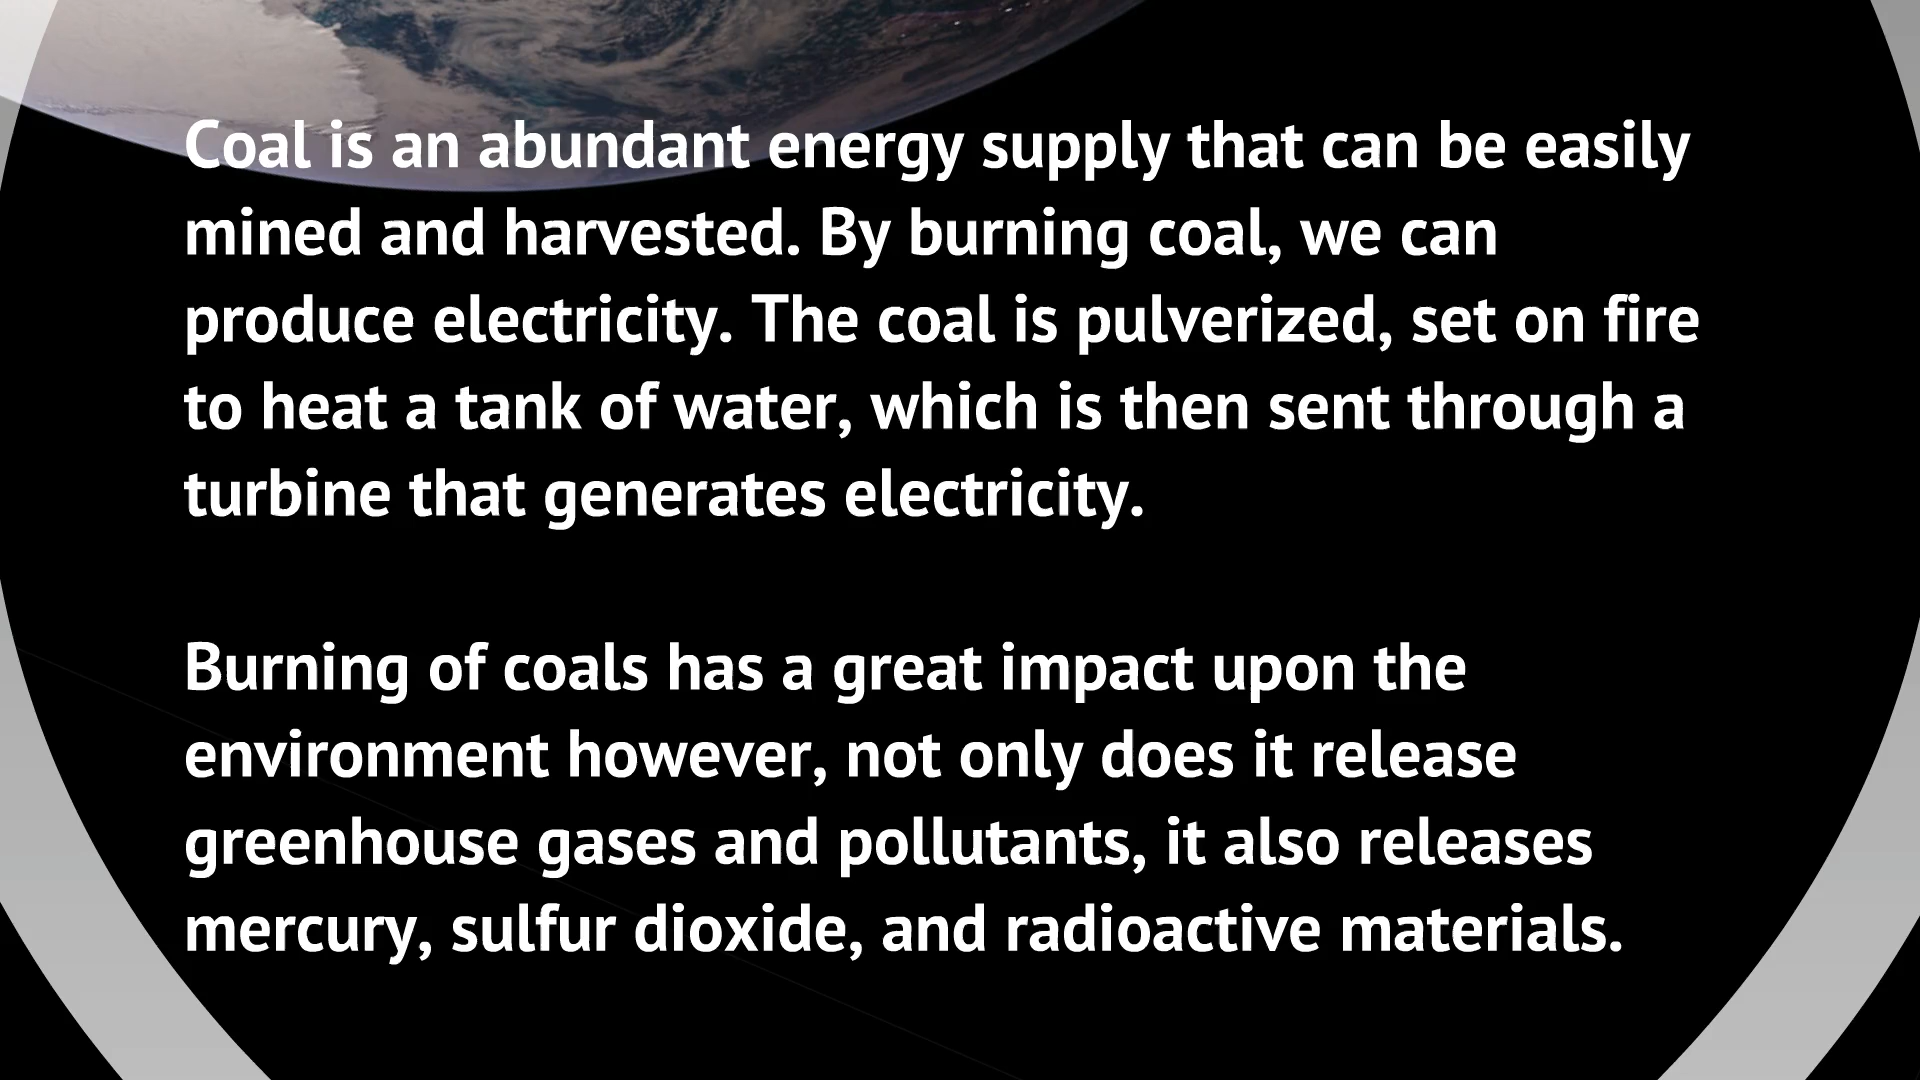 Coal is an abundant energy supply that can be easily
mined and harvested. By burning coal, we can
produce electricity. The coal is pulverized, set on fire
to heat a tank of water, which is then sent through a
turbine that generates electricity.
Burning of coals has a great impact upon the
environment however, not only does it release
greenhouse gases and pollutants, it also releases
mercury, sulfur dioxide, and radioactive materials.